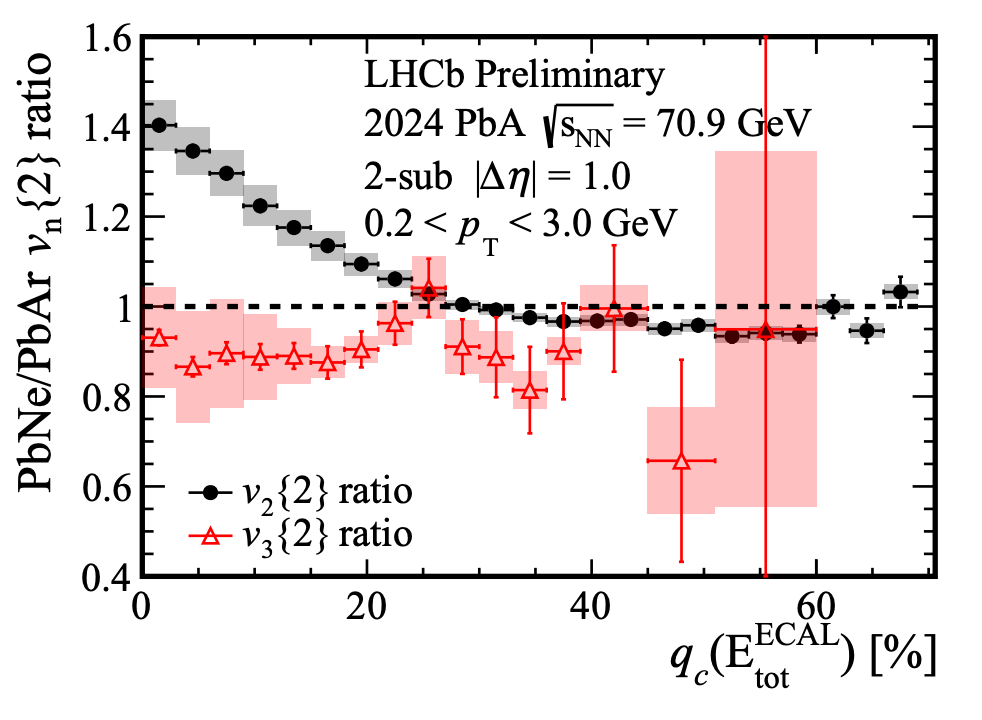 PbNe/PbAr vₙ{2} ratio
1.6
1.4
1.2
1
0.8
0.6
0.4
LHCb Preliminary
2024 PbA √sNN = 70.9 GeV
2-sub |Δη| = 1.0
0.2 < pT < 3.0 GeV
v₂{2} ratio
v₃{2} ratio
0 20 40 60
qc(E tot ECAL) [%]